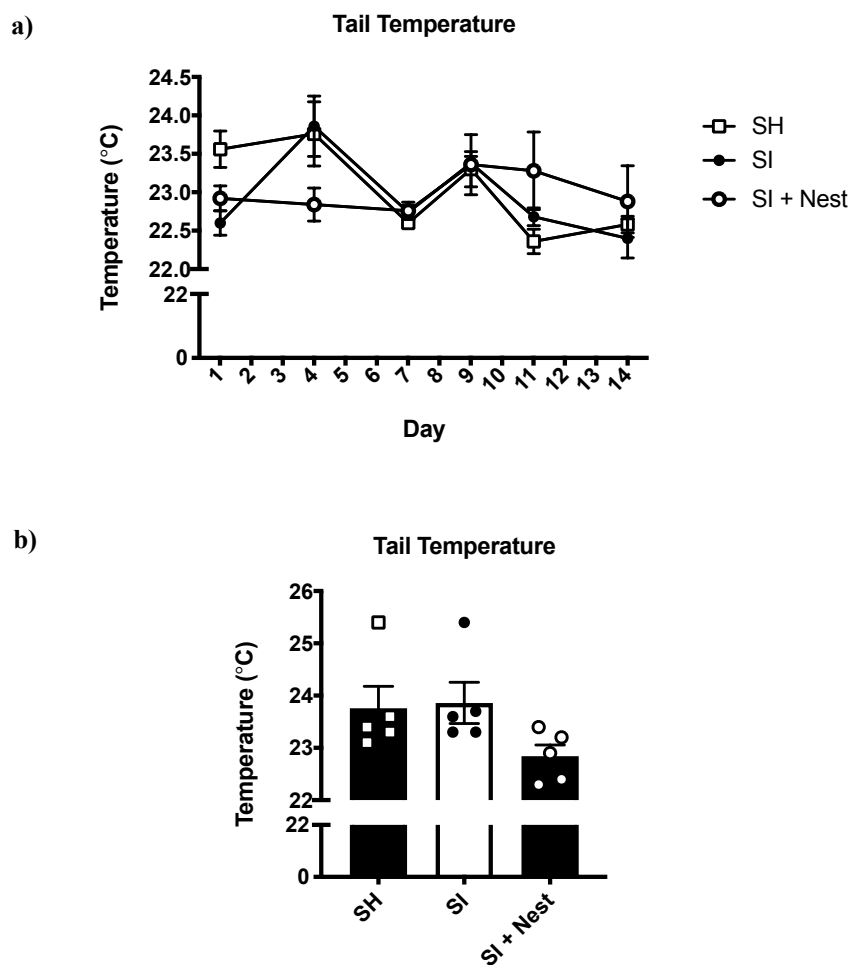 a)
Tail Temperature
Temperature (°C)
24.5
24.0
23.5
23.0
22.5
22.0
22
0
1 2 3 4 5 6 7 8 9 10 11 12 13 14
Day
SH
SI
SI + Nest
b)
Tail Temperature
Temperature (°C)
26
25
24
23
22
22
0
SH SI SI + Nest